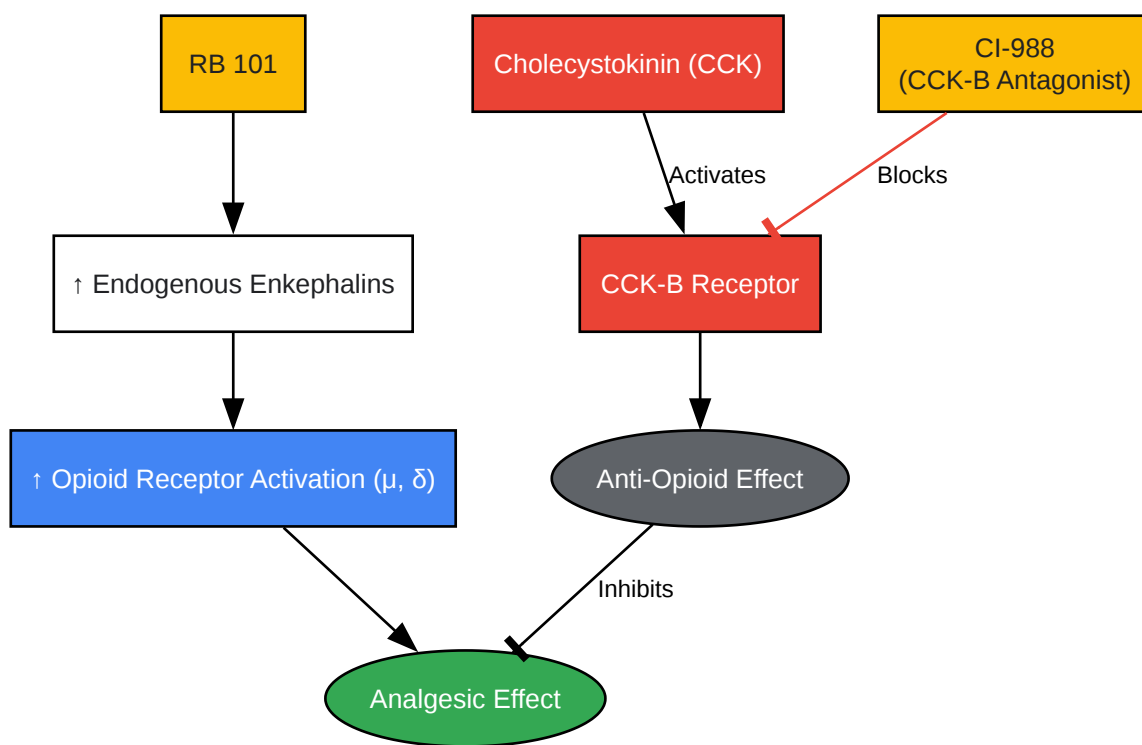 RB 101
Cholecystokinin (CCK)
CI-988
(CCK-B Antagonist)
Activates
Blocks
↑ Endogenous Enkephalins
CCK-B Receptor
↑ Opioid Receptor Activation (μ, δ)
Anti-Opioid Effect
Inhibits
Analgesic Effect